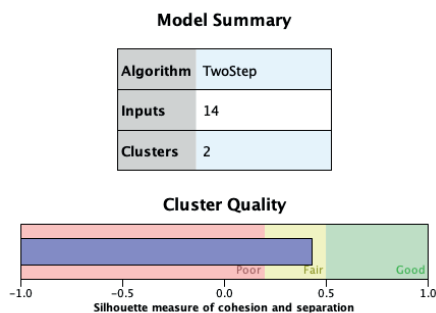 Model Summary
Algorithm TwoStep
Inputs 14
Clusters 2
Cluster Quality
Poor Fair Good
-1.0 -0.5 0.0 0.5 1.0
Silhouette measure of cohesion and separation